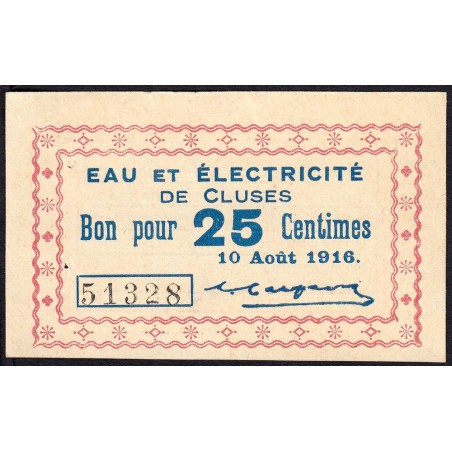 EAU ET ÉLECTRICITÉ
DE CLUSES
Bon pour 25 Centimes
10 Août 1916.
51328